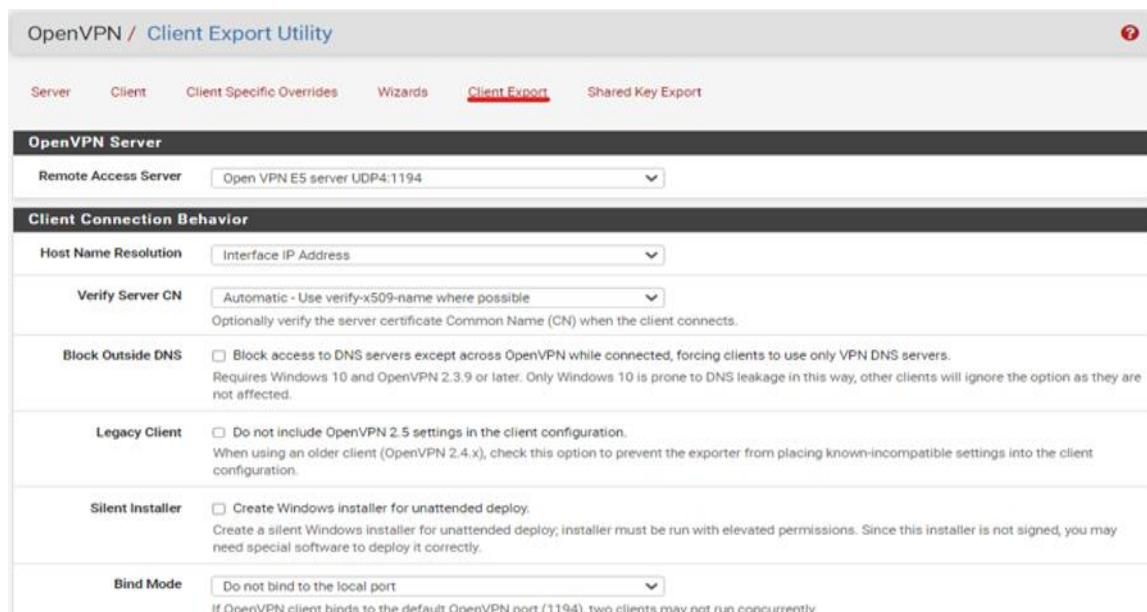 OpenVPN / Client Export Utility
Server Client Client Specific Overrides Wizards Client Export Shared Key Export
OpenVPN Server
Remote Access Server Open VPN E5 server UDP4:1194
Client Connection Behavior
Host Name Resolution Interface IP Address
Verify Server CN Automatic - Use verify-x509-name where possible
Optionally verify the server certificate Common Name (CN) when the client connects.
Block Outside DNS Block access to DNS servers except across OpenVPN while connected, forcing clients to use only VPN DNS servers.
Requires Windows 10 and OpenVPN 2.3.9 or later. Only Windows 10 is prone to DNS leakage in this way, other clients will ignore the option as they are
not affected.
Legacy Client Do not include OpenVPN 2.5 settings in the client configuration.
When using an older client (OpenVPN 2.4.x), check this option to prevent the exporter from placing known-incompatible settings into the client
configuration.
Silent Installer Create Windows installer for unattended deploy.
Create a silent Windows installer for unattended deploy; installer must be run with elevated permissions. Since this installer is not signed, you may
need special software to deploy it correctly.
Bind Mode Do not bind to the local port
If OpenVPN client binds to the default OpenVPN port (1194), two clients may not run concurrently.